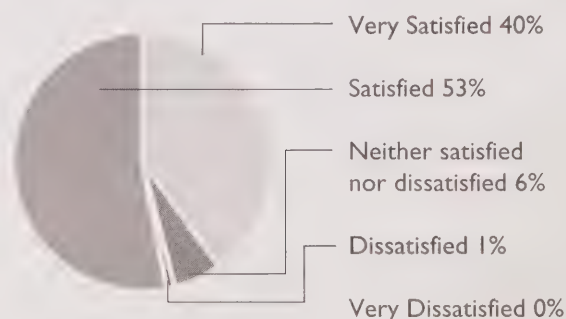 Very Satisfied 40%
Satisfied 53%
Neither satisfied
nor dissatisfied 6%
Dissatisfied 1%
Very Dissatisfied 0%